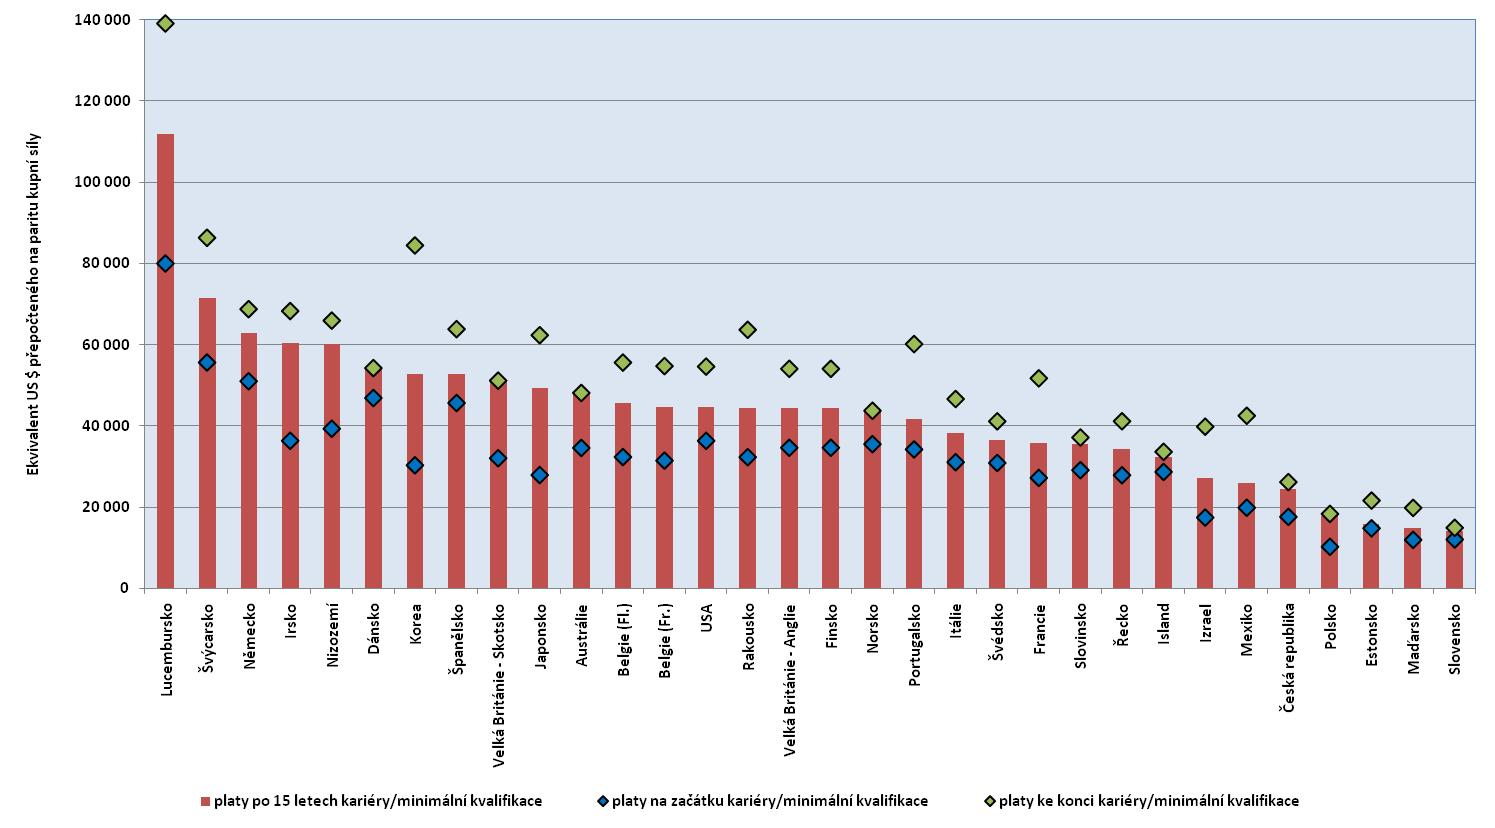 140 000
120 000
100 000
80 000
60 000
40 000
20 000
0
Ekvivalent US $ přepočteného na paritu kupní síly
Lucembursko
Švýcarsko
Německo
Irsko
Nizozemí
Dánsko
Korea
Španělsko
Velká Británie - Skotsko
Japonsko
Austrálie
Belgie (Fl.)
Belgie (Fr.)
USA
Rakousko
Velká Británie - Anglie
Finsko
Norsko
Portugalsko
Itálie
Švédsko
Francie
Slovinsko
Řecko
Island
Izrael
Mexiko
Česká republika
Polsko
Estonsko
Maďarsko
Slovensko
platy po 15 letech kariéry/minimální kvalifikace
platy na začátku kariéry/minimální kvalifikace
platy ke konci kariéry/minimální kvalifikace